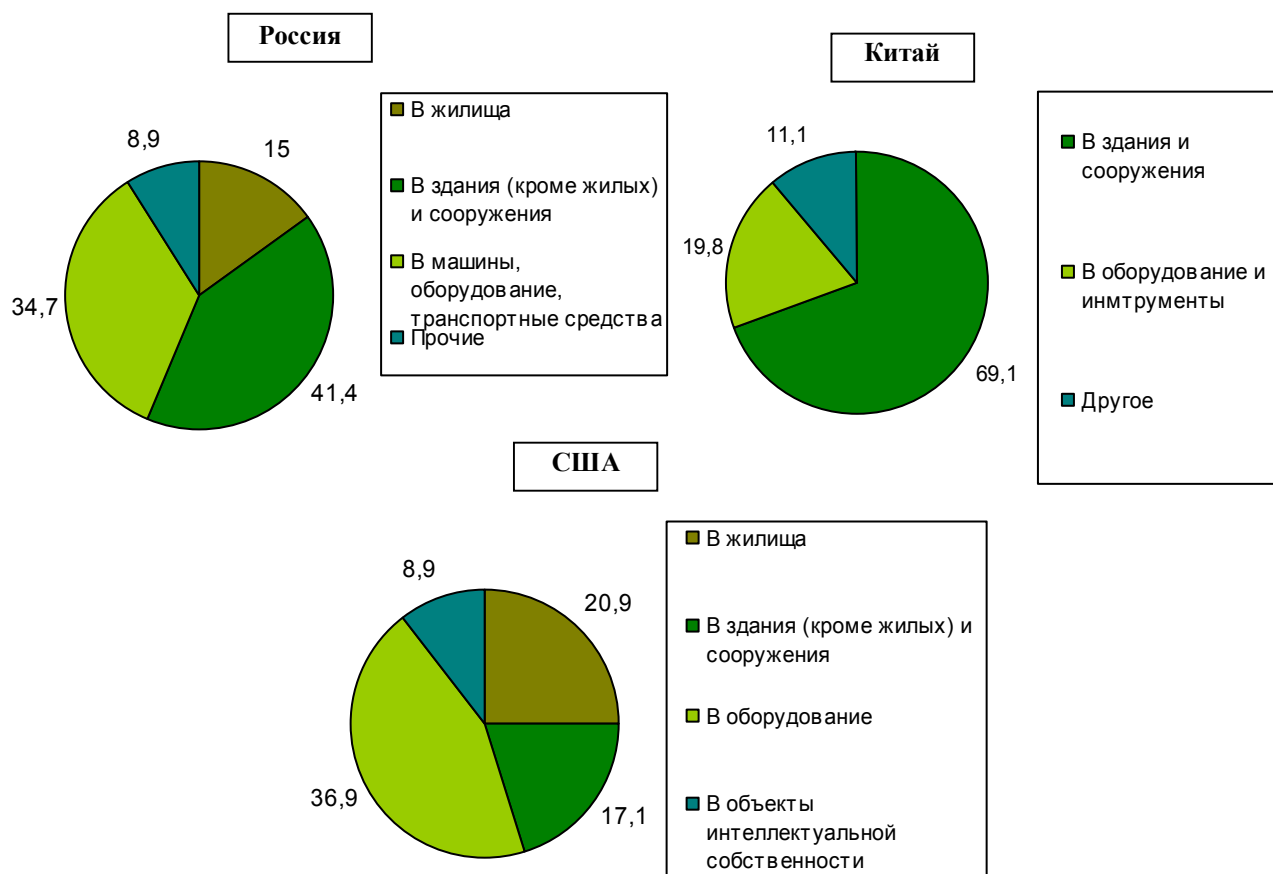 Россия
8,9
15
34,7
41,4
В жилища
В здания (кроме жилых)
и сооружения
В машины,
оборудование,
транспортные средства
Прочие
Китай
11,1
19,8
69,1
В здания и
сооружения
В оборудование и
инмтрументы
Другое
США
8,9
20,9
36,9
17,1
В жилища
В здания (кроме жилых) и
сооружения
В оборудование
В объекты
интеллектуальной
собственности